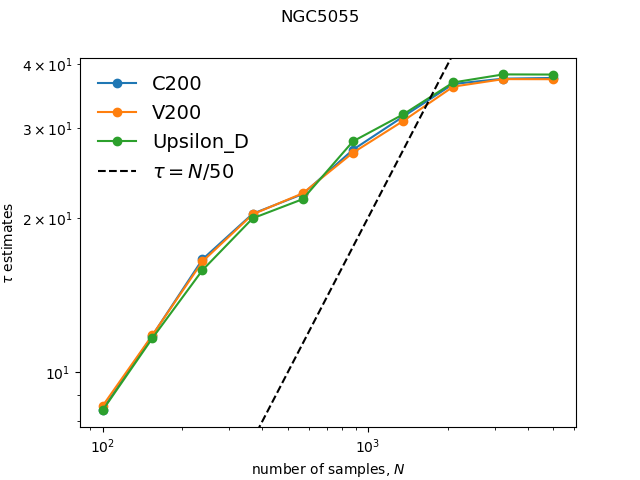 NGC5055
C200
V200
Upsilon_D
τ = N/50
τ estimates
4 × 10¹
3 × 10¹
2 × 10¹
10¹
10²
10³
number of samples, N